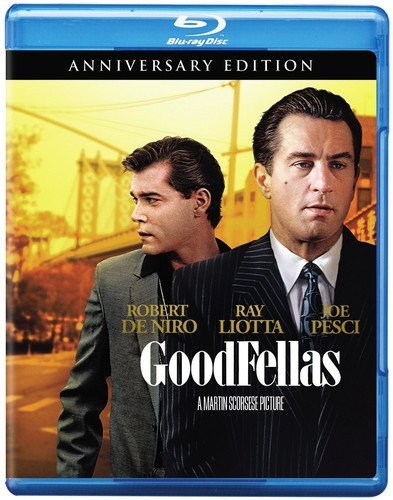 Blu-ray Disc
ANNIVERSARY EDITION
ROBERT DE NIRO
RAY LIOTTA
JOE PESCI
GOODFELLAS
A MARTIN SCORSESE PICTURE